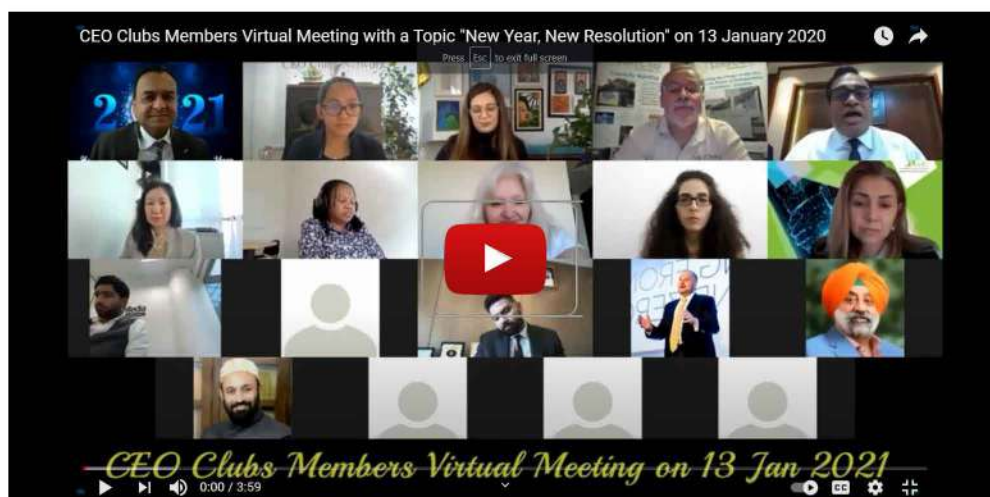 CEO Clubs Members Virtual Meeting with a Topic "New Year, New Resolution" on 13 January 2020
Press Esc to exit full screen
2021
CEO Clubs Members Virtual Meeting on 13 Jan 2021
0:00 / 3:59
CC